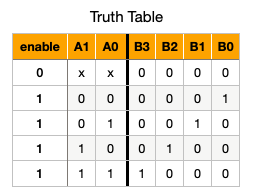 Truth Table
enable A1 A0 B3 B2 B1 B0
0 x x 0 0 0 0
1 0 0 0 0 0 1
1 0 1 0 0 1 0
1 1 0 0 1 0 0
1 1 1 1 0 0 0